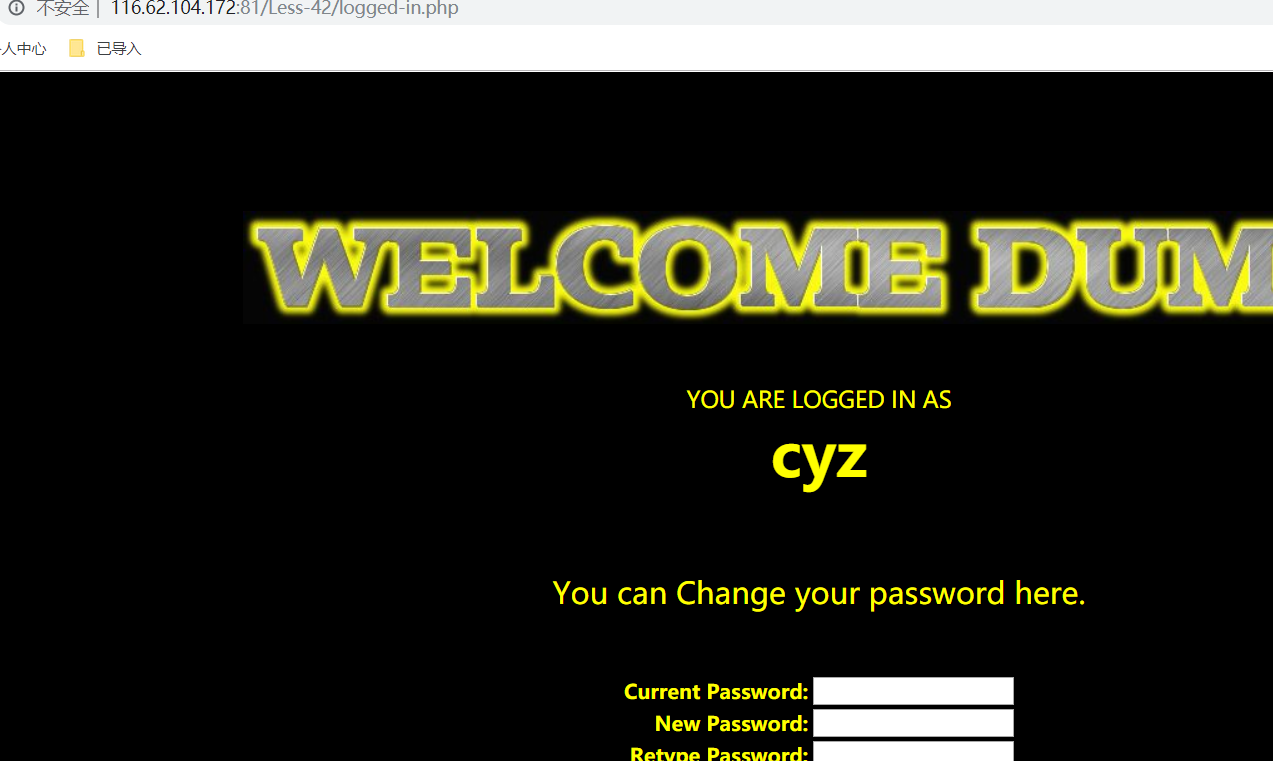 不安全 | 116.62.104.172:81/Less-42/logged-in.php
人中心 已导入
WELCOME DUM
YOU ARE LOGGED IN AS
cyz
You can Change your password here.
Current Password:
New Password:
Retype Password: